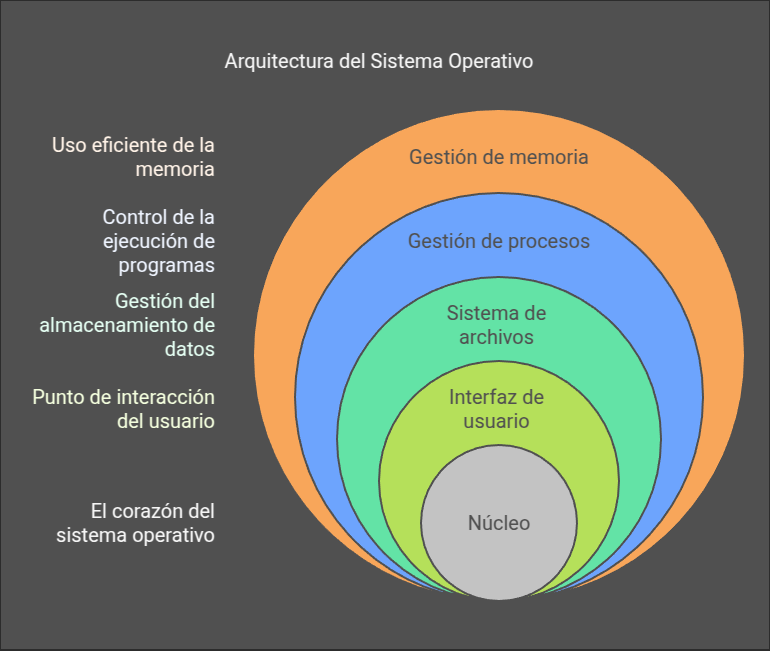 Arquitectura del Sistema Operativo
Uso eficiente de la
memoria
Gestión de memoria
Control de la
ejecución de
programas
Gestión de procesos
Gestión del
almacenamiento de
datos
Sistema de
archivos
Punto de interacción
del usuario
Interfaz de
usuario
El corazón del
sistema operativo
Núcleo